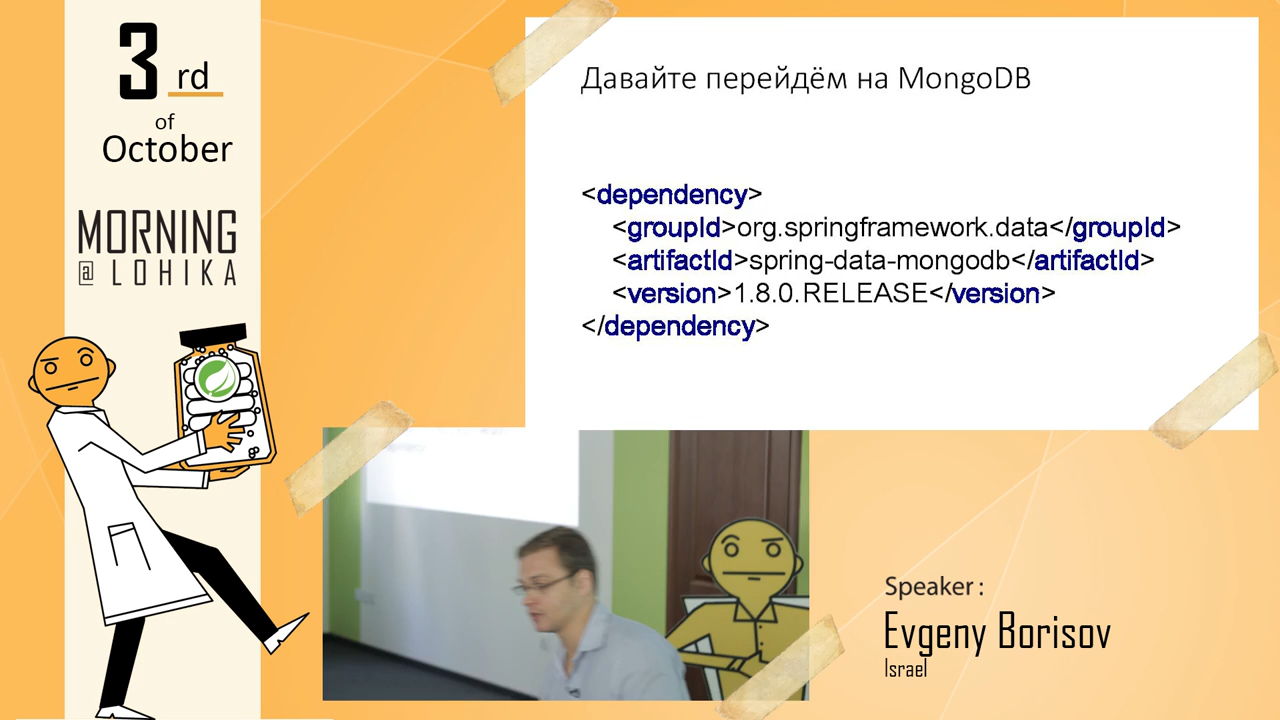 3 rd
of
October
MORNING
@ LOHIKA
Давайте перейдём на MongoDB
<dependency>
<groupId>org.springframework.data</groupId>
<artifactId>spring-data-mongodb</artifactId>
<version>1.8.0.RELEASE</version>
</dependency>
Speaker :
Evgeny Borisov
Israel